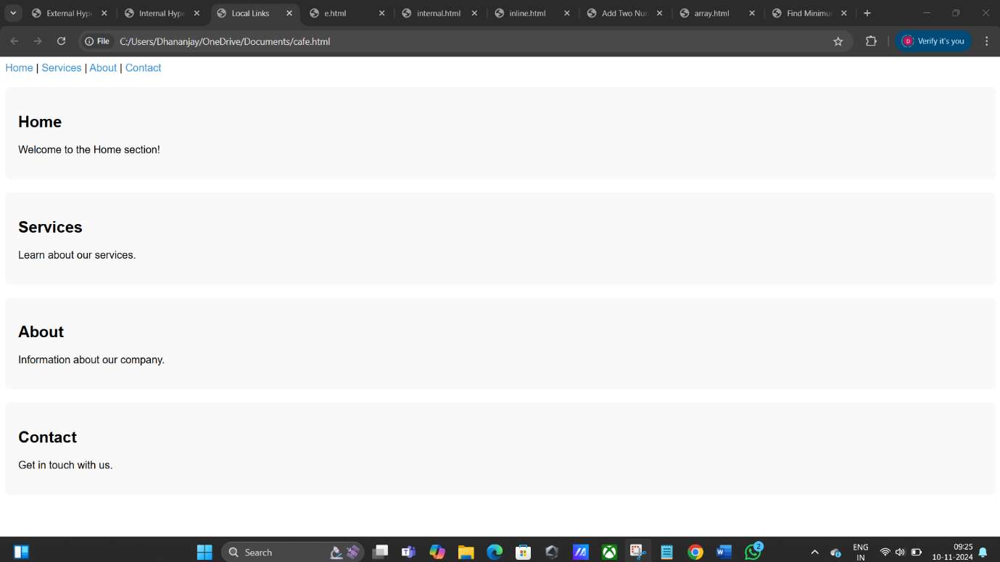 External Hype
Internal Hype
Local Links
e.html
internal.html
inline.html
Add Two Nu
array.html
Find Minimu
File C:/Users/Dhananjay/OneDrive/Documents/cafe.html
D Verify it's you
Home | Services | About | Contact
Home
Welcome to the Home section!
Services
Learn about our services.
About
Information about our company.
Contact
Get in touch with us.
Search
2
ENG
IN
09:25
10-11-2024